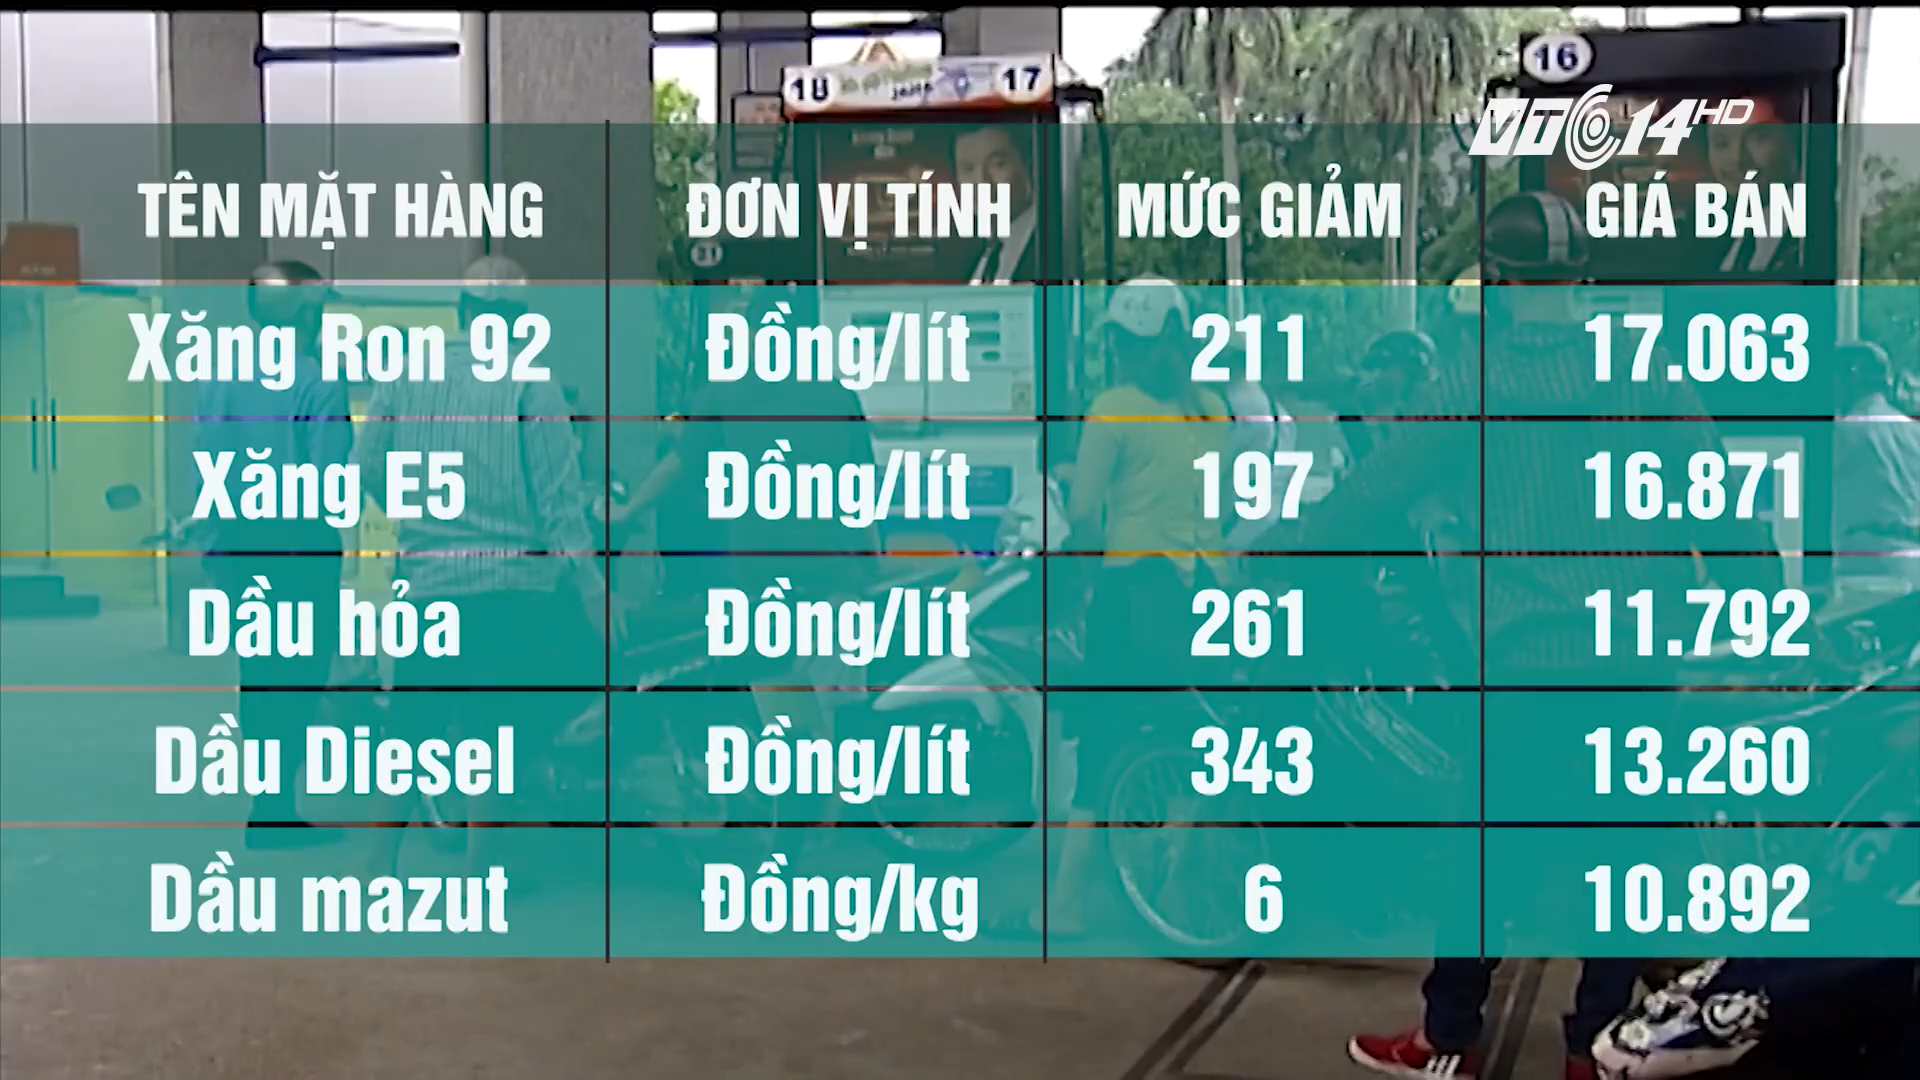 18 17
16
VTC14 HD
TÊN MẶT HÀNG ĐƠN VỊ TÍNH MỨC GIẢM GIÁ BÁN
31
Xăng Ron 92 Đồng/lít 211 17.063
Xăng E5 Đồng/lít 197 16.871
Dầu hỏa Đồng/lít 261 11.792
Dầu Diesel Đồng/lít 343 13.260
Dầu mazut Đồng/kg 6 10.892